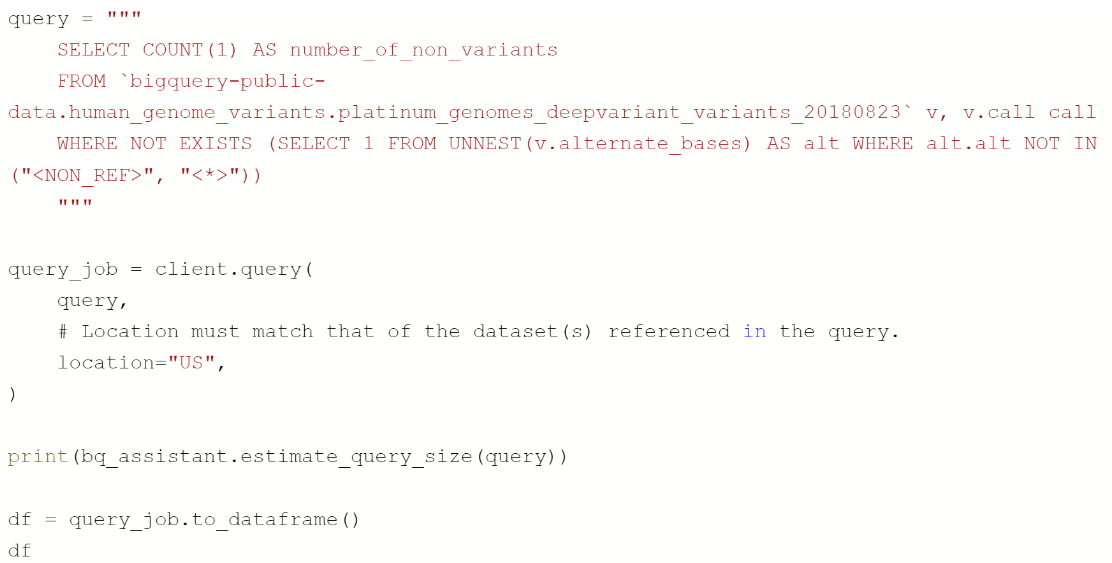 query = """
    SELECT COUNT(1) AS number_of_non_variants
    FROM `bigquery-public-
data.human_genome_variants.platinum_genomes_deepvariant_variants_20180823` v, v.call call
    WHERE NOT EXISTS (SELECT 1 FROM UNNEST(v.alternate_bases) AS alt WHERE alt.alt NOT IN
("<NON_REF>", "<*>"))
    """

query_job = client.query(
    query,
    # Location must match that of the dataset(s) referenced in the query.
    location="US",
)

print(bq_assistant.estimate_query_size(query))

df = query_job.to_dataframe()
df